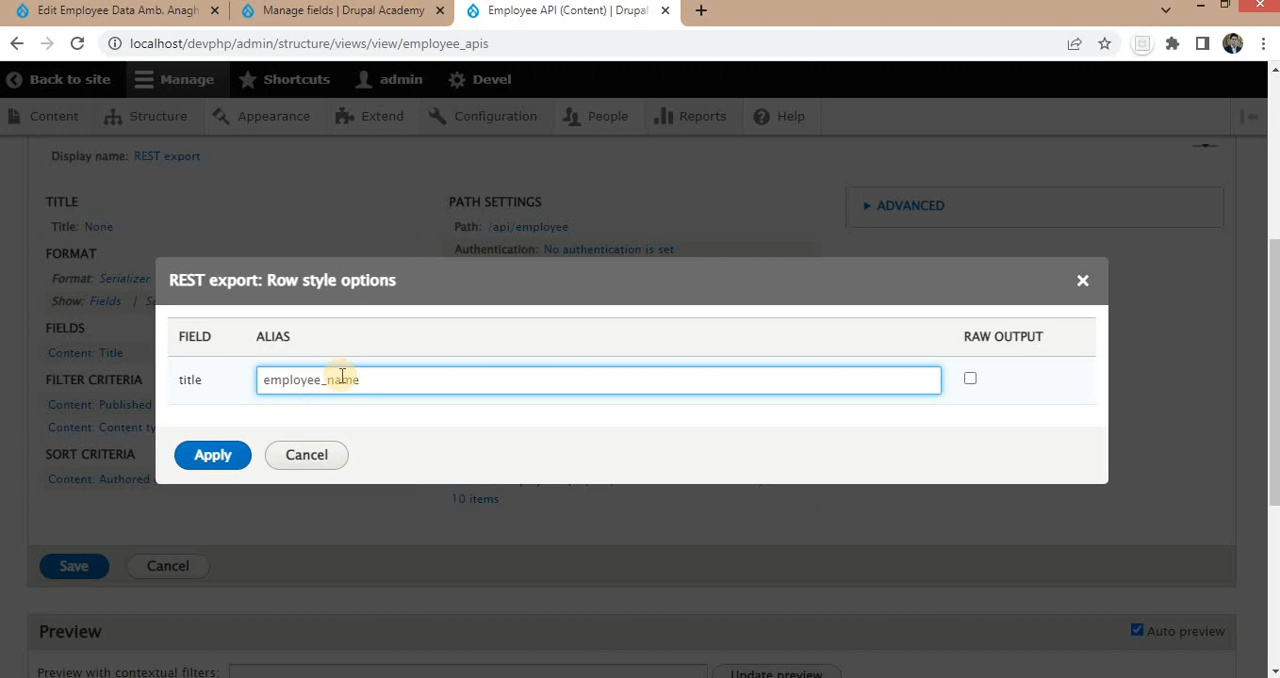 Edit Employee Data Amb. Anagh
Manage fields | Drupal Academy
Employee API (Content) | Drupal
localhost/devphp/admin/structure/views/view/employee_apis
Back to site Manage Shortcuts admin Devel
Content Structure Appearance Extend Configuration People Reports Help
Display name: REST export
TITLE
Title: None
FORMAT
Format: Serializer
Show: Fields |
FIELDS
Content: Title
FILTER CRITERIA
Content: Published
Content: Content ty
SORT CRITERIA
Content: Authored
PATH SETTINGS
Path: /api/employee
Authentication: No authentication is set
10 items
ADVANCED
REST export: Row style options
FIELD ALIAS RAW OUTPUT
title employee_name
Apply Cancel
Save Cancel
Preview
Auto preview
Preview with contextual filters:
Update preview